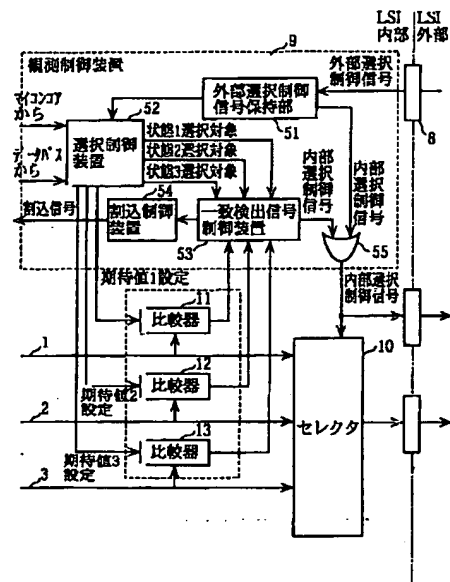 LSI LSI
内部 外部
9
観測制御装置
外部選択
制御信号
外部選択制御
信号保持部
51
8
マイコンコア
から
52
選択制御
装置
データバス
から
状態1選択対象
状態2選択対象
状態3選択対象
内部
選択
制御
信号
内部
選択
制御
信号
割込信号
54
割込制御
装置
一致検出信号
制御装置
53
55
期待値1設定
内部選択
制御信号
11
比較器
10
1
12
比較器
期待値2
設定
2
セレクタ
13
比較器
期待値3
設定
3